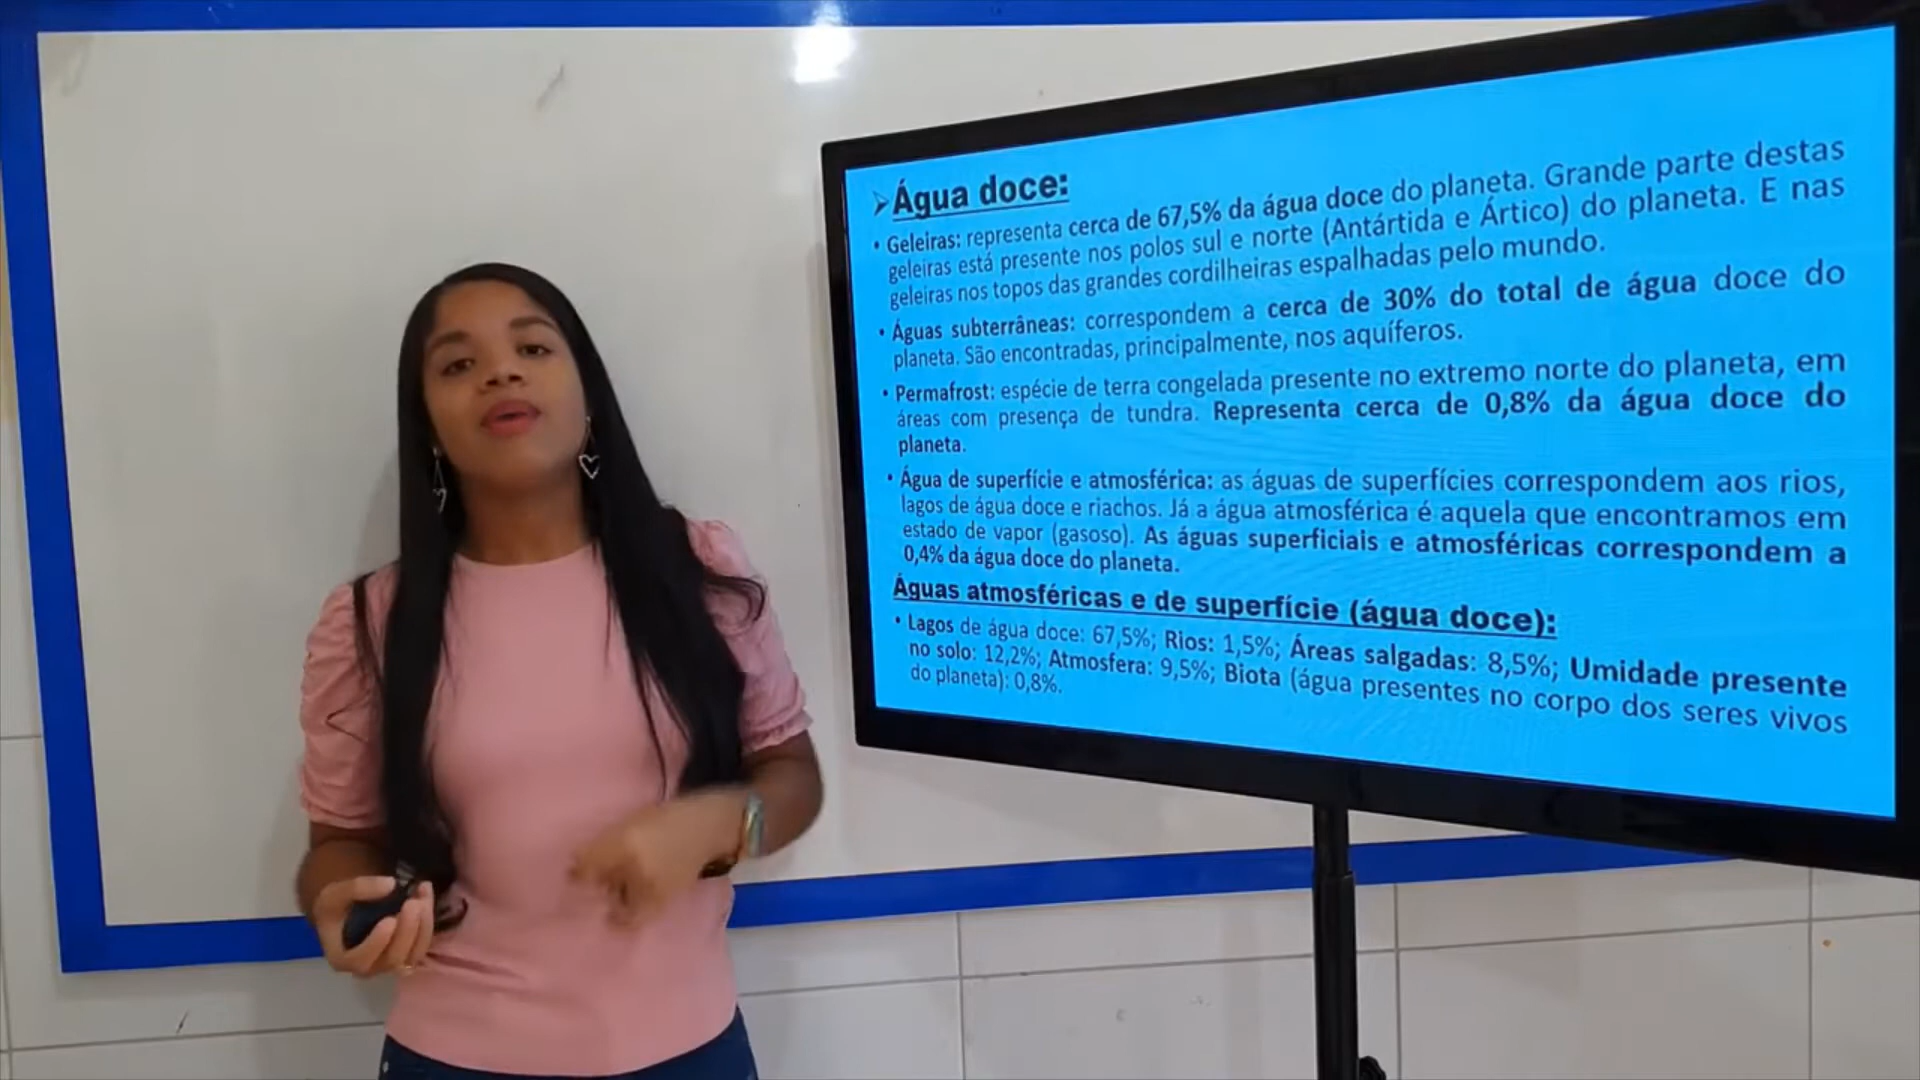 ➢Água doce:
• Geleiras: representa cerca de 67,5% da água doce do planeta. Grande parte destas
geleiras está presente nos polos sul e norte (Antártida e Ártico) do planeta. E nas
geleiras nos topos das grandes cordilheiras espalhadas pelo mundo.
• Águas subterrâneas: correspondem a cerca de 30% do total de água doce do
planeta. São encontradas, principalmente, nos aquíferos.
• Permafrost: espécie de terra congelada presente no extremo norte do planeta, em
áreas com presença de tundra. Representa cerca de 0,8% da água doce do
planeta.
• Água de superfície e atmosférica: as águas de superfícies correspondem aos rios,
lagos de água doce e riachos. Já a água atmosférica é aquela que encontramos em
estado de vapor (gasoso). As águas superficiais e atmosféricas correspondem a
0,4% da água doce do planeta.
Águas atmosféricas e de superfície (água doce):
• Lagos de água doce: 67,5%; Rios: 1,5%; Áreas salgadas: 8,5%; Umidade presente
no solo: 12,2%; Atmosfera: 9,5%; Biota (água presentes no corpo dos seres vivos
do planeta): 0,8%.